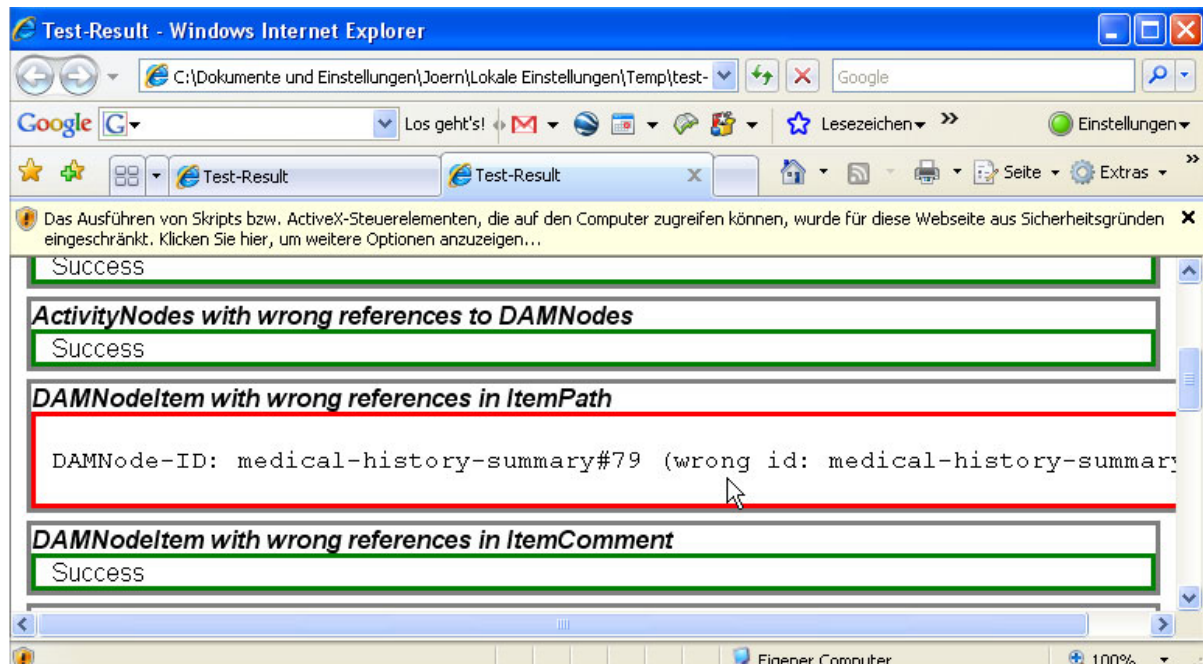 Test-Result - Windows Internet Explorer
C:\Dokumente und Einstellungen\Joern\Lokale Einstellungen\Temp\test- Google
Google G Los geht's! Lesezeichen » Einstellungen
Test-Result Test-Result Seite Extras »
Das Ausführen von Skripts bzw. ActiveX-Steuerelementen, die auf den Computer zugreifen können, wurde für diese Webseite aus Sicherheitsgründen
eingeschränkt. Klicken Sie hier, um weitere Optionen anzuzeigen...
Success
ActivityNodes with wrong references to DAMNodes
Success
DAMNodeItem with wrong references in ItemPath
DAMNode-ID: medical-history-summary#79 (wrong id: medical-history-summary
DAMNodeItem with wrong references in ItemComment
Success
Eigener Computer 100%